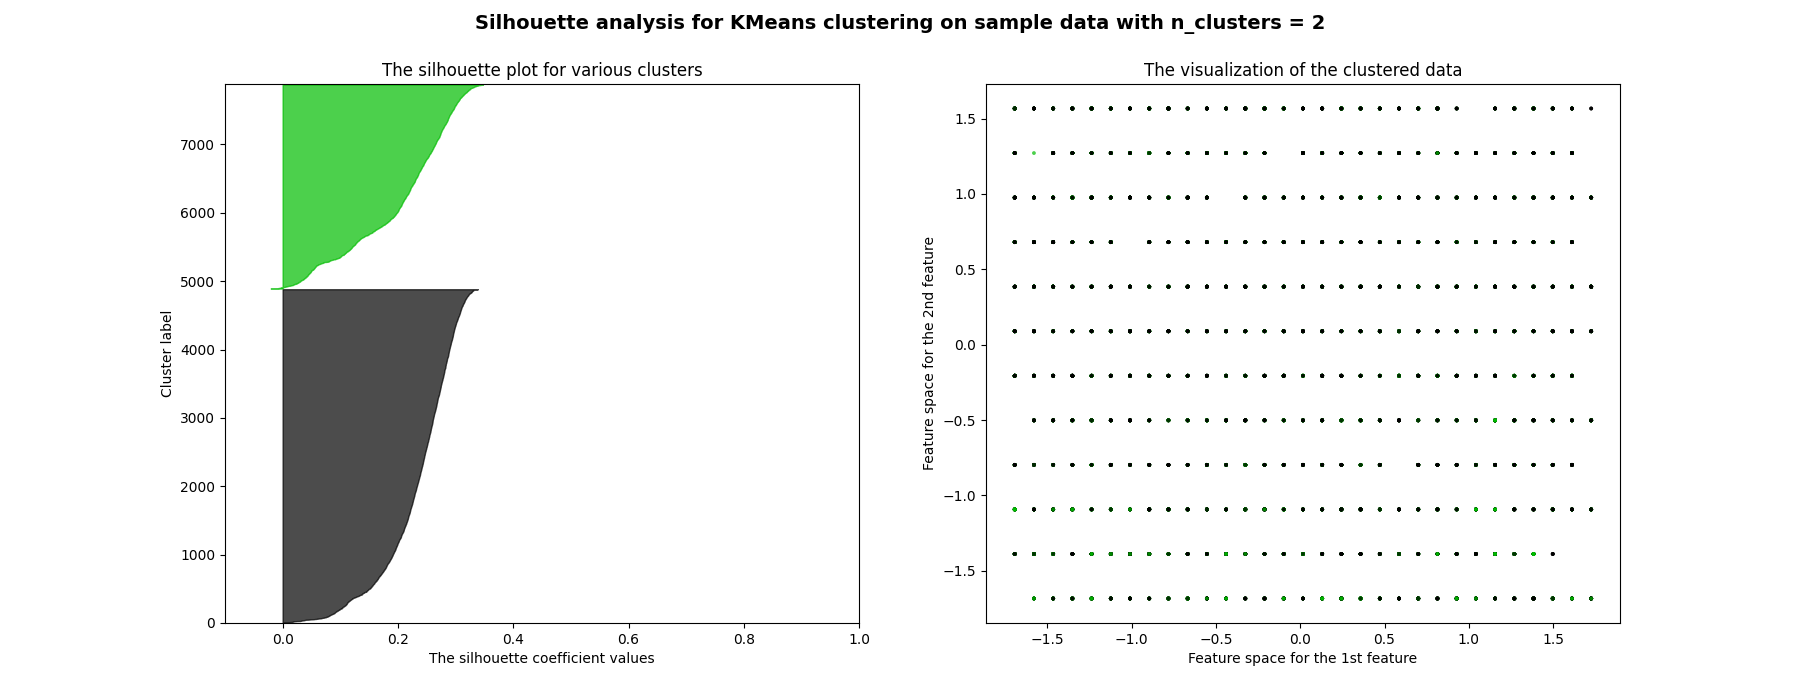 Silhouette analysis for KMeans clustering on sample data with n_clusters = 2
The silhouette plot for various clusters
Cluster label
7000
6000
5000
4000
3000
2000
1000
0
0.0 0.2 0.4 0.6 0.8 1.0
The silhouette coefficient values
The visualization of the clustered data
Feature space for the 2nd feature
1.5
1.0
0.5
0.0
−0.5
−1.0
−1.5
−1.5 −1.0 −0.5 0.0 0.5 1.0 1.5
Feature space for the 1st feature